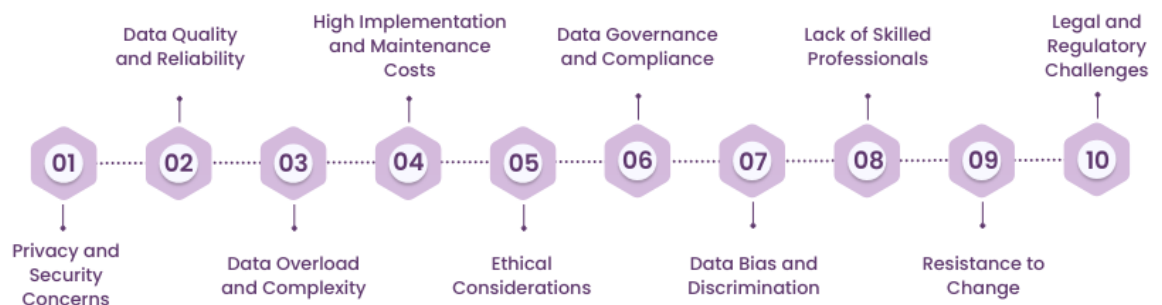 01
Privacy and
Security
Concerns
02
Data Quality
and Reliability
03
Data Overload
and Complexity
04
High Implementation
and Maintenance
Costs
05
Ethical
Considerations
06
Data Governance
and Compliance
07
Data Bias and
Discrimination
08
Lack of Skilled
Professionals
09
Resistance to
Change
10
Legal and
Regulatory
Challenges